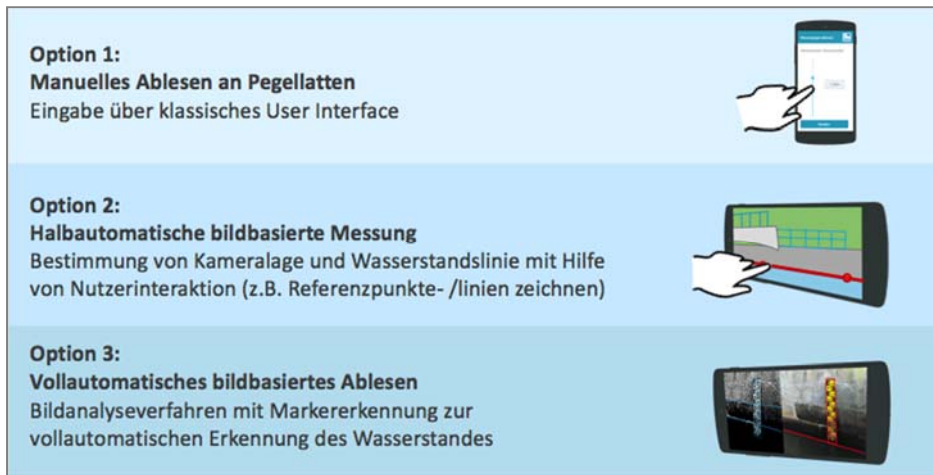 Option 1:
Manuelles Ablesen an Pegellatten
Eingabe über klassisches User Interface
Option 2:
Halbautomatische bildbasierte Messung
Bestimmung von Kameralage und Wasserstandslinie mit Hilfe
von Nutzerinteraktion (z.B. Referenzpunkte- /linien zeichnen)
Option 3:
Vollautomatisches bildbasiertes Ablesen
Bildanalyseverfahren mit Markererkennung zur
vollautomatischen Erkennung des Wasserstandes